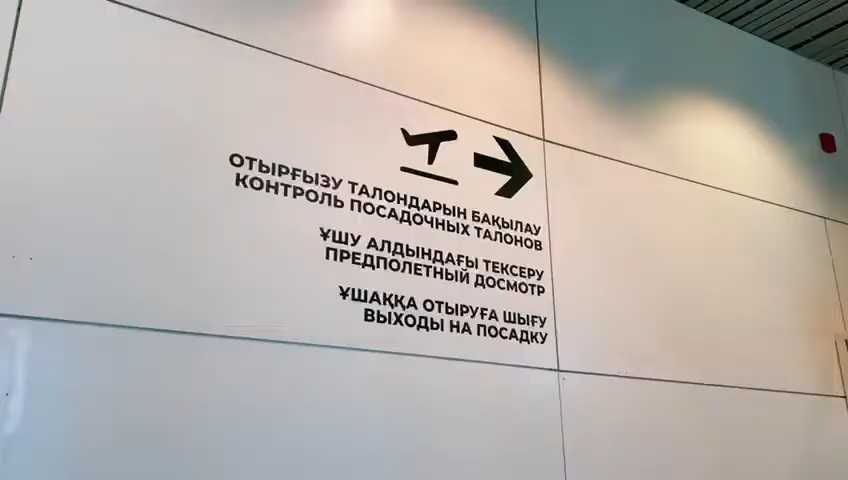 ОТЫРҒЫЗУ ТАЛОНДАРЫН БАҚЫЛАУ
КОНТРОЛЬ ПОСАДОЧНЫХ ТАЛОНОВ
ҰШУ АЛДЫНДАҒЫ ТЕКСЕРУ
ПРЕДПОЛЕТНЫЙ ДОСМОТР
ҰШАҚҚА ОТЫРУҒА ШЫҒУ
ВЫХОДЫ НА ПОСАДКУ